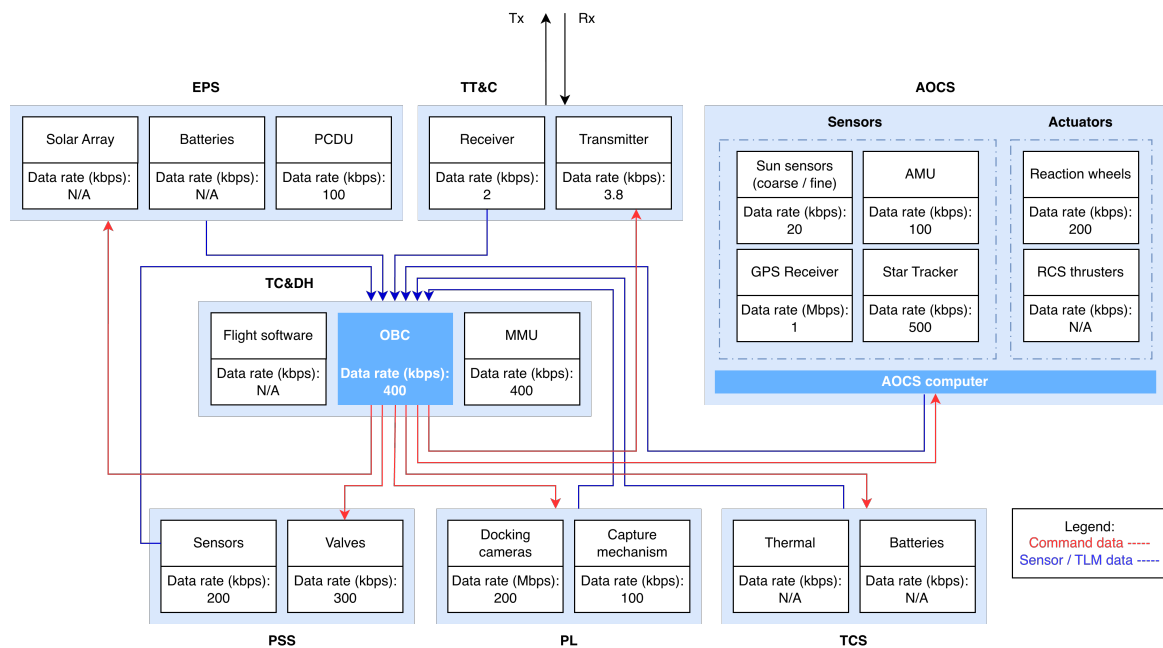 Tx
Rx
EPS
TT&C
AOCS
Solar Array
Data rate (kbps):
N/A
Batteries
Data rate (kbps):
N/A
PCDU
Data rate (kbps):
100
Receiver
Data rate (kbps):
2
Transmitter
Data rate (kbps):
3.8
Sensors
Sun sensors
(coarse / fine)
Data rate (kbps):
20
AMU
Data rate (kbps):
100
GPS Receiver
Data rate (Mbps):
1
Star Tracker
Data rate (kbps):
500
Actuators
Reaction wheels
Data rate (kbps):
200
RCS thrusters
Data rate (kbps):
N/A
AOCS computer
TC&DH
Flight software
Data rate (kbps):
N/A
OBC
Data rate (kbps):
400
MMU
Data rate (kbps):
400
Sensors
Data rate (kbps):
200
Valves
Data rate (kbps):
300
PSS
Docking
cameras
Data rate (Mbps):
200
Capture
mechanism
Data rate (kbps):
100
PL
Thermal
Data rate (kbps):
N/A
Batteries
Data rate (kbps):
N/A
TCS
Legend:
Command data -----
Sensor / TLM data -----